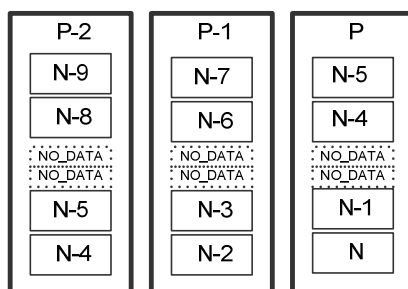 P-2
N-9
N-8
NO_DATA
NO_DATA
N-5
N-4
P-1
N-7
N-6
NO_DATA
NO_DATA
N-3
N-2
P
N-5
N-4
NO_DATA
NO_DATA
N-1
N